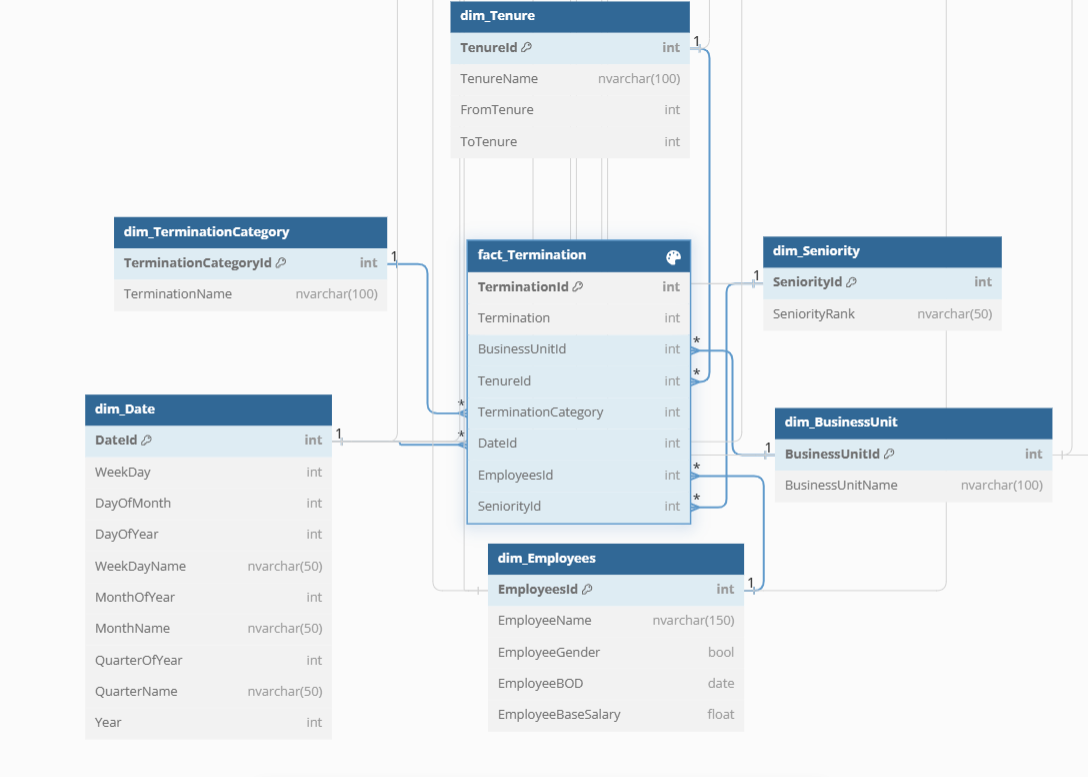 dim_Tenure
TenureId int
TenureName nvarchar(100)
FromTenure int
ToTenure int
1
dim_TerminationCategory
TerminationCategoryId int
TerminationName nvarchar(100)
1
fact_Termination
TerminationId int
Termination int
BusinessUnitId int
TenureId int
TerminationCategory int
DateId int
EmployeesId int
SeniorityId int
*
*
*
*
*
*
dim_Seniority
SeniorityId int
SeniorityRank nvarchar(50)
1
dim_Date
DateId int
WeekDay int
DayOfMonth int
DayOfYear int
WeekDayName nvarchar(50)
MonthOfYear int
MonthName nvarchar(50)
QuarterOfYear int
QuarterName nvarchar(50)
Year int
1
dim_BusinessUnit
BusinessUnitId int
BusinessUnitName nvarchar(100)
1
dim_Employees
EmployeesId int
EmployeeName nvarchar(150)
EmployeeGender bool
EmployeeBOD date
EmployeeBaseSalary float
1